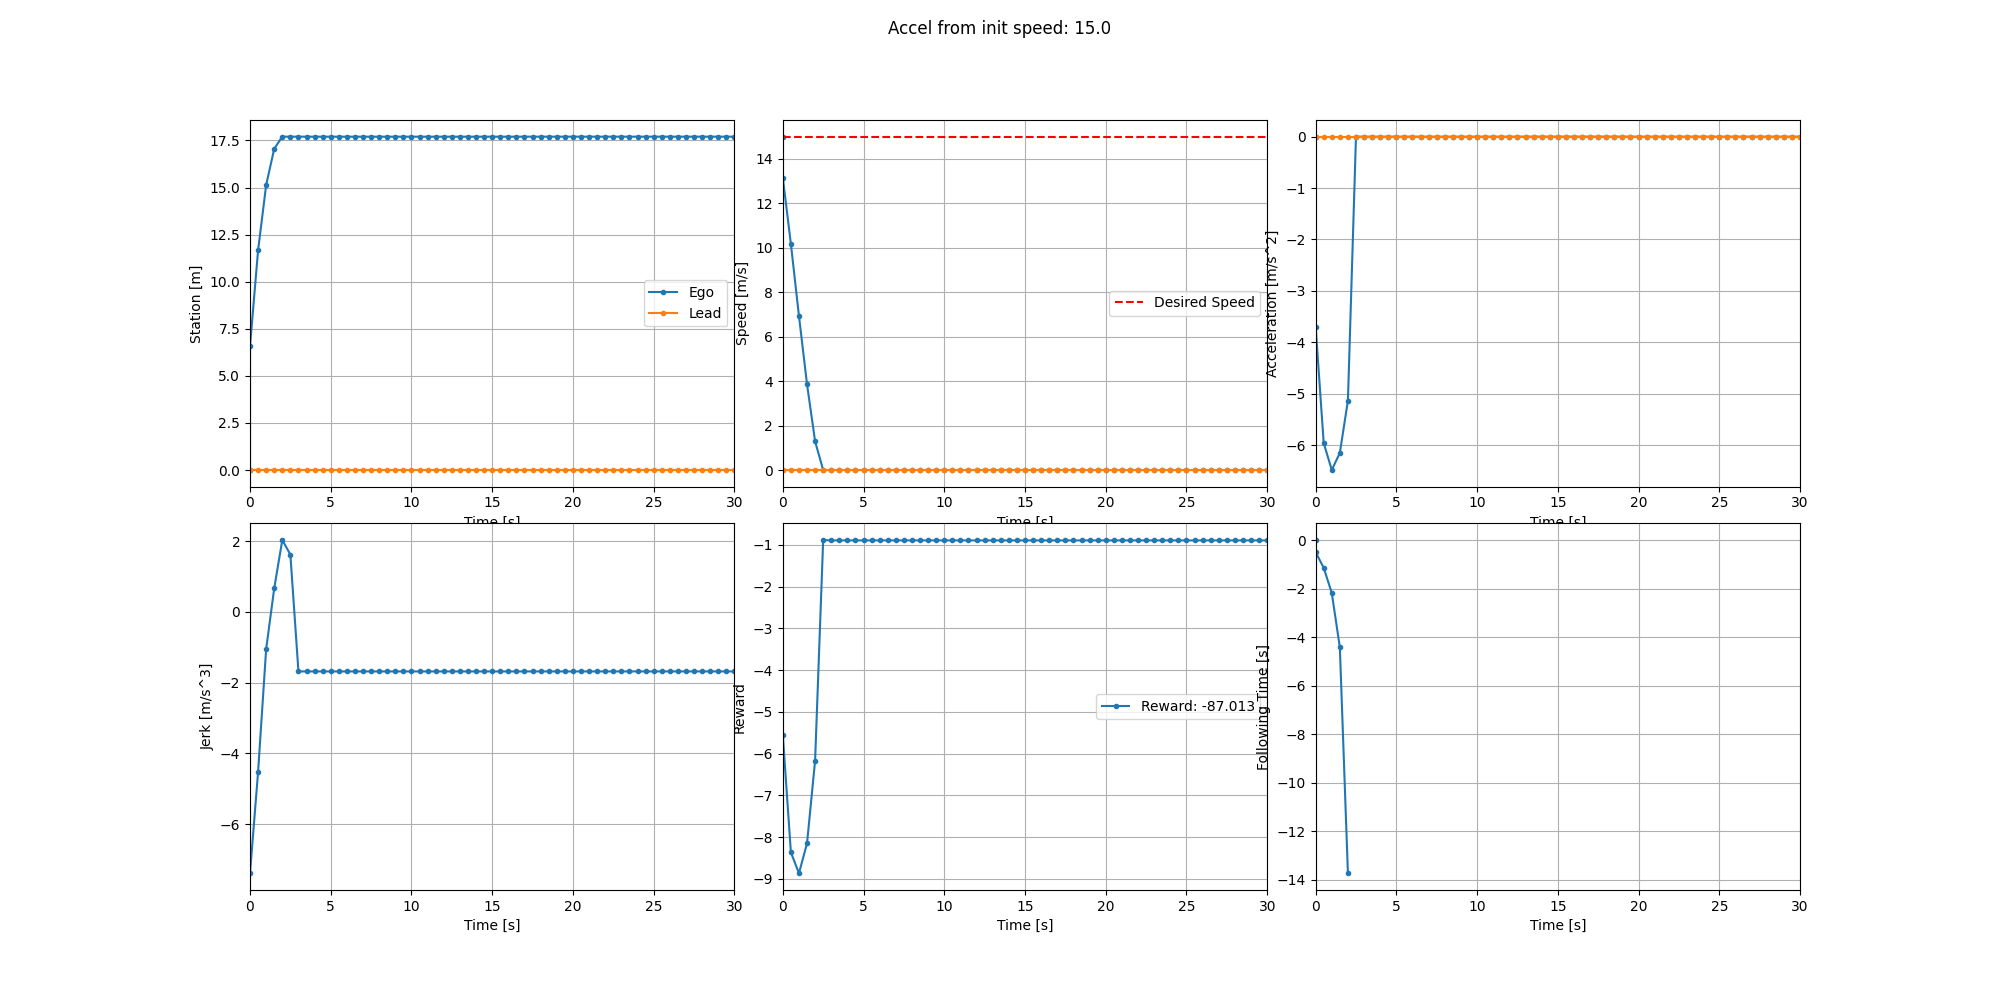 Accel from init speed: 15.0
Station [m]
17.5
15.0
12.5
10.0
7.5
5.0
2.5
0.0
Ego
Lead
0 5 10 15 20 25 30
Time [s]
Speed [m/s]
14
12
10
8
6
4
2
0
Desired Speed
0 5 10 15 20 25 30
Time [s]
Acceleration [m/s^2]
0
−1
−2
−3
−4
−5
−6
0 5 10 15 20 25 30
Time [s]
Jerk [m/s^3]
2
0
−2
−4
−6
0 5 10 15 20 25 30
Time [s]
Reward
−1
−2
−3
−4
−5
−6
−7
−8
−9
Reward: -87.013
0 5 10 15 20 25 30
Time [s]
Following Time [s]
0
−2
−4
−6
−8
−10
−12
−14
0 5 10 15 20 25 30
Time [s]